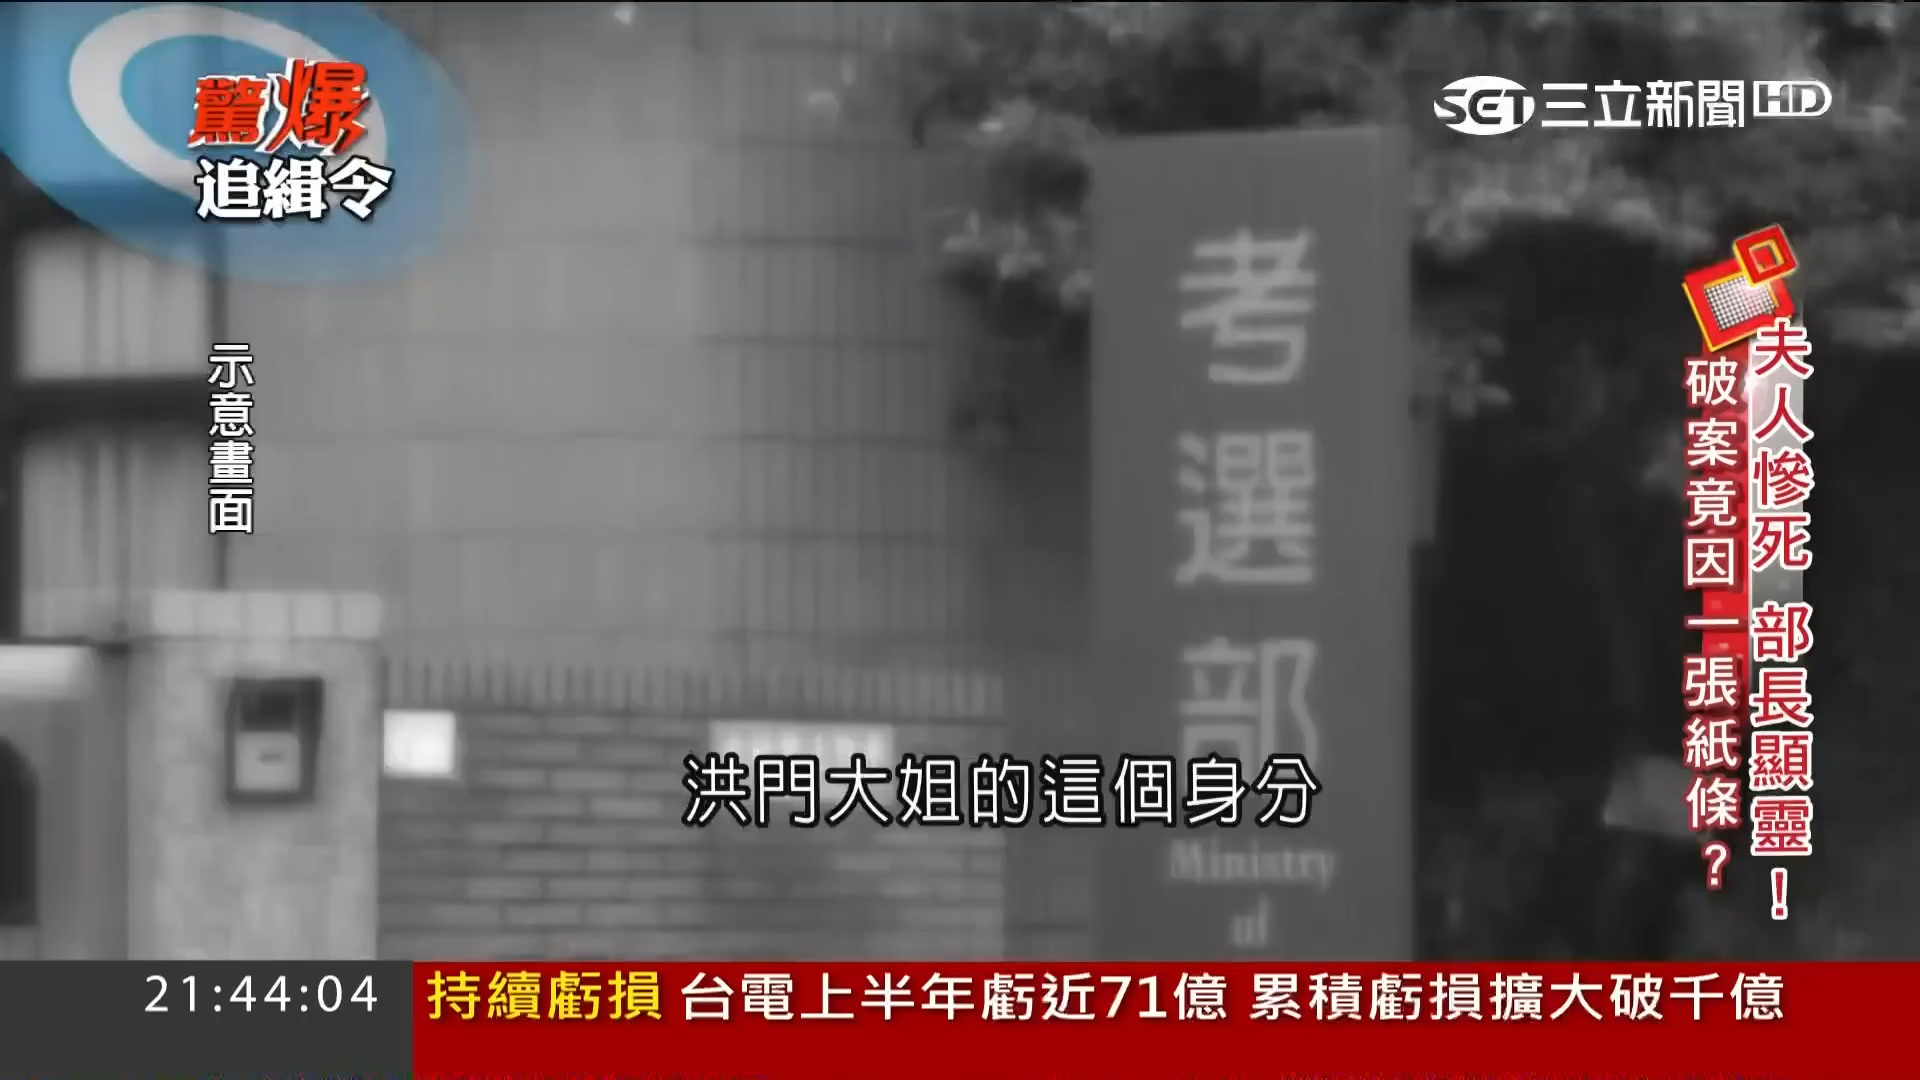 驚爆
追緝令
SET三立新聞HD
示意畫面
夫人慘死 部長顯靈！
破案竟因一張紙條？
考選部
Ministry
of
洪門大姐的這個身分
21:44:04
持續虧損 台電上半年虧近71億 累積虧損擴大破千億